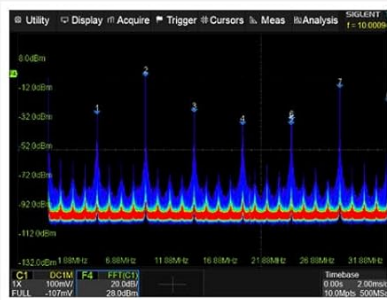 Utility Display Acquire Trigger Cursors Meas Analysis SIGLENT
f = 10.0009
8.0dBm
-12.0dBm
2
7
-32.0dBm
1 3
4 6
-52.0dBm
-72.0dBm
-92.0dBm
-112.0dBm
-132.0dBm 1.88MHz 6.88MHz 11.88MHz 16.88MHz 21.88MHz 26.88MHz 31.88MHz
C1 DC1M F4 FFT(C1) Timebase
1X 100mV/ 20.0dB/ 0.00s 2.00ms
FULL -107mV 28.0dBm 10.0Mpts 500MS